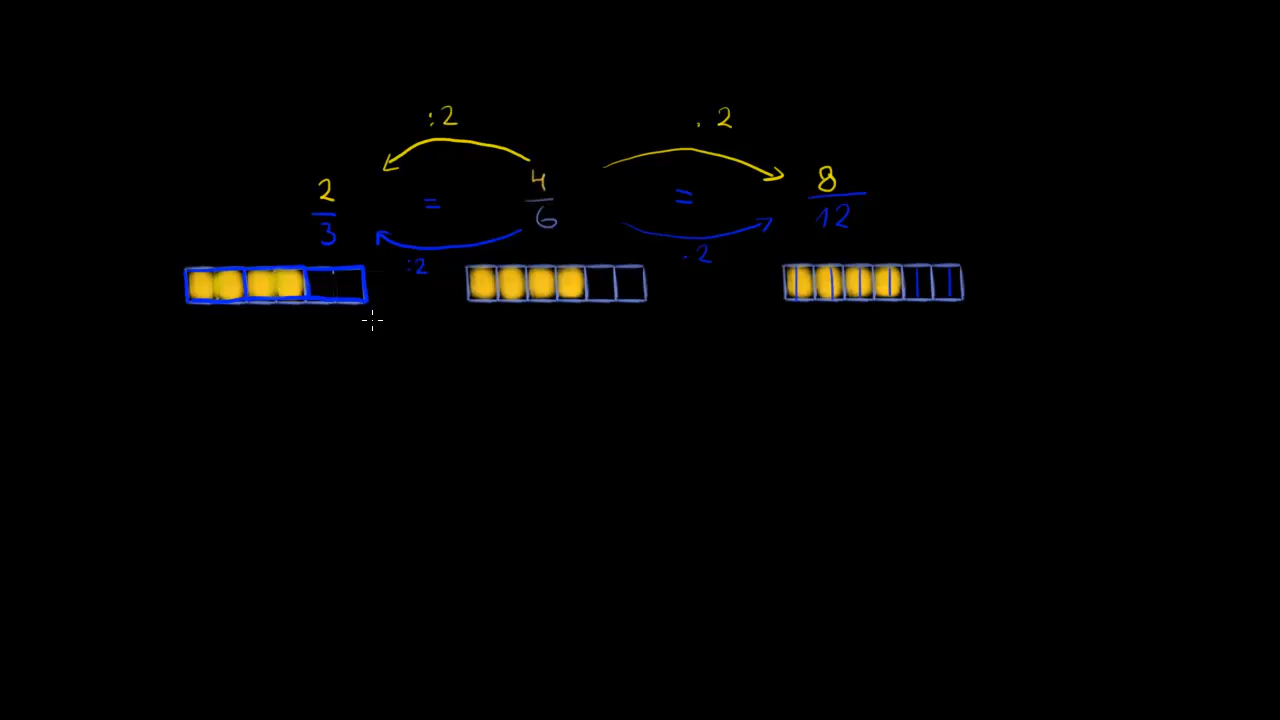 :2 . 2
2/3 = 4/6 = 8/12
:2 . 2